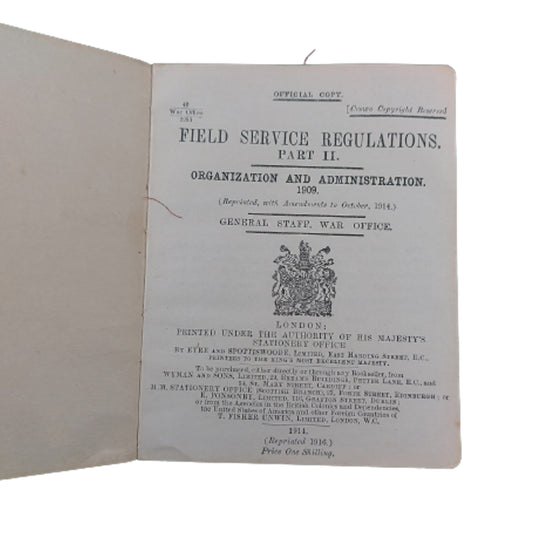 OFFICIAL COPY.
[Crown Copyright Reserved
40
War Office
FIELD SERVICE REGULATIONS.
PART II.
ORGANIZATION AND ADMINISTRATION.
1909.
(Reprinted, with Amendments to October, 1914.)
GENERAL STAFF, WAR OFFICE.
LONDON:
PRINTED UNDER THE AUTHORITY OF HIS MAJESTY'S
STATIONERY OFFICE
By EYRE AND SPOTTISWOODE, LIMITED, EAST HARDING STREET, E.C.,
PRINTERS TO THE KING'S MOST EXCELLENT MAJESTY.
To be purchased, either directly or through any Bookseller, from
WYMAN AND SONS, LIMITED, 29, BREAMS BUILDINGS, FETTER LANE, E.C., and
54, ST. MARY STREET, CARDIFF; or
H.M. STATIONERY OFFICE (SCOTTISH BRANCH), 23, FORTH STREET, EDINBURGH; or
E. PONSONBY, LIMITED, 116, GRAFTON STREET, DUBLIN;
or from the Agencies in the British Colonies and Dependencies,
the United States of America and other Foreign Countries of
T. FISHER UNWIN, LIMITED, LONDON, W.C.
1914.
(Reprinted 1916.)
Price One Shilling.